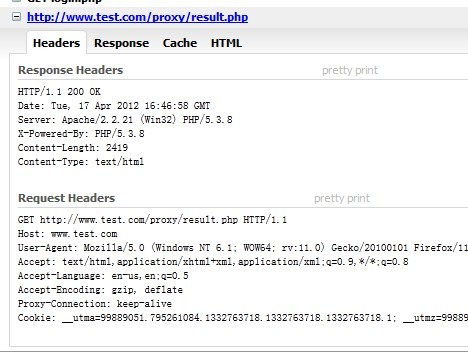 http://www.test.com/proxy/result.php
Headers Response Cache HTML
Response Headers pretty print
HTTP/1.1 200 OK
Date: Tue, 17 Apr 2012 16:46:58 GMT
Server: Apache/2.2.21 (Win32) PHP/5.3.8
X-Powered-By: PHP/5.3.8
Content-Length: 2419
Content-Type: text/html
Request Headers pretty print
GET http://www.test.com/proxy/result.php HTTP/1.1
Host: www.test.com
User-Agent: Mozilla/5.0 (Windows NT 6.1; WOW64; rv:11.0) Gecko/20100101 Firefox/11
Accept: text/html,application/xhtml+xml,application/xml;q=0.9,*/*;q=0.8
Accept-Language: en-us,en;q=0.5
Accept-Encoding: gzip, deflate
Proxy-Connection: keep-alive
Cookie: __utma=99889051.795261084.1332763718.1332763718.1332763718.1; __utmz=99889